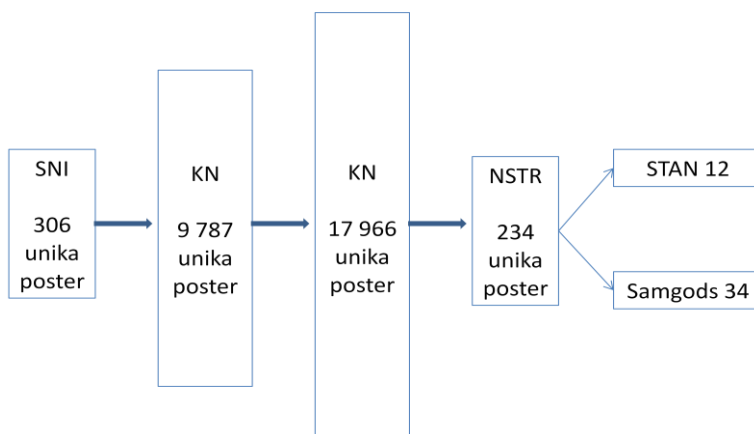 SNI
306
unika
poster
KN
9 787
unika
poster
KN
17 966
unika
poster
NSTR
234
unika
poster
STAN 12
Samgods 34